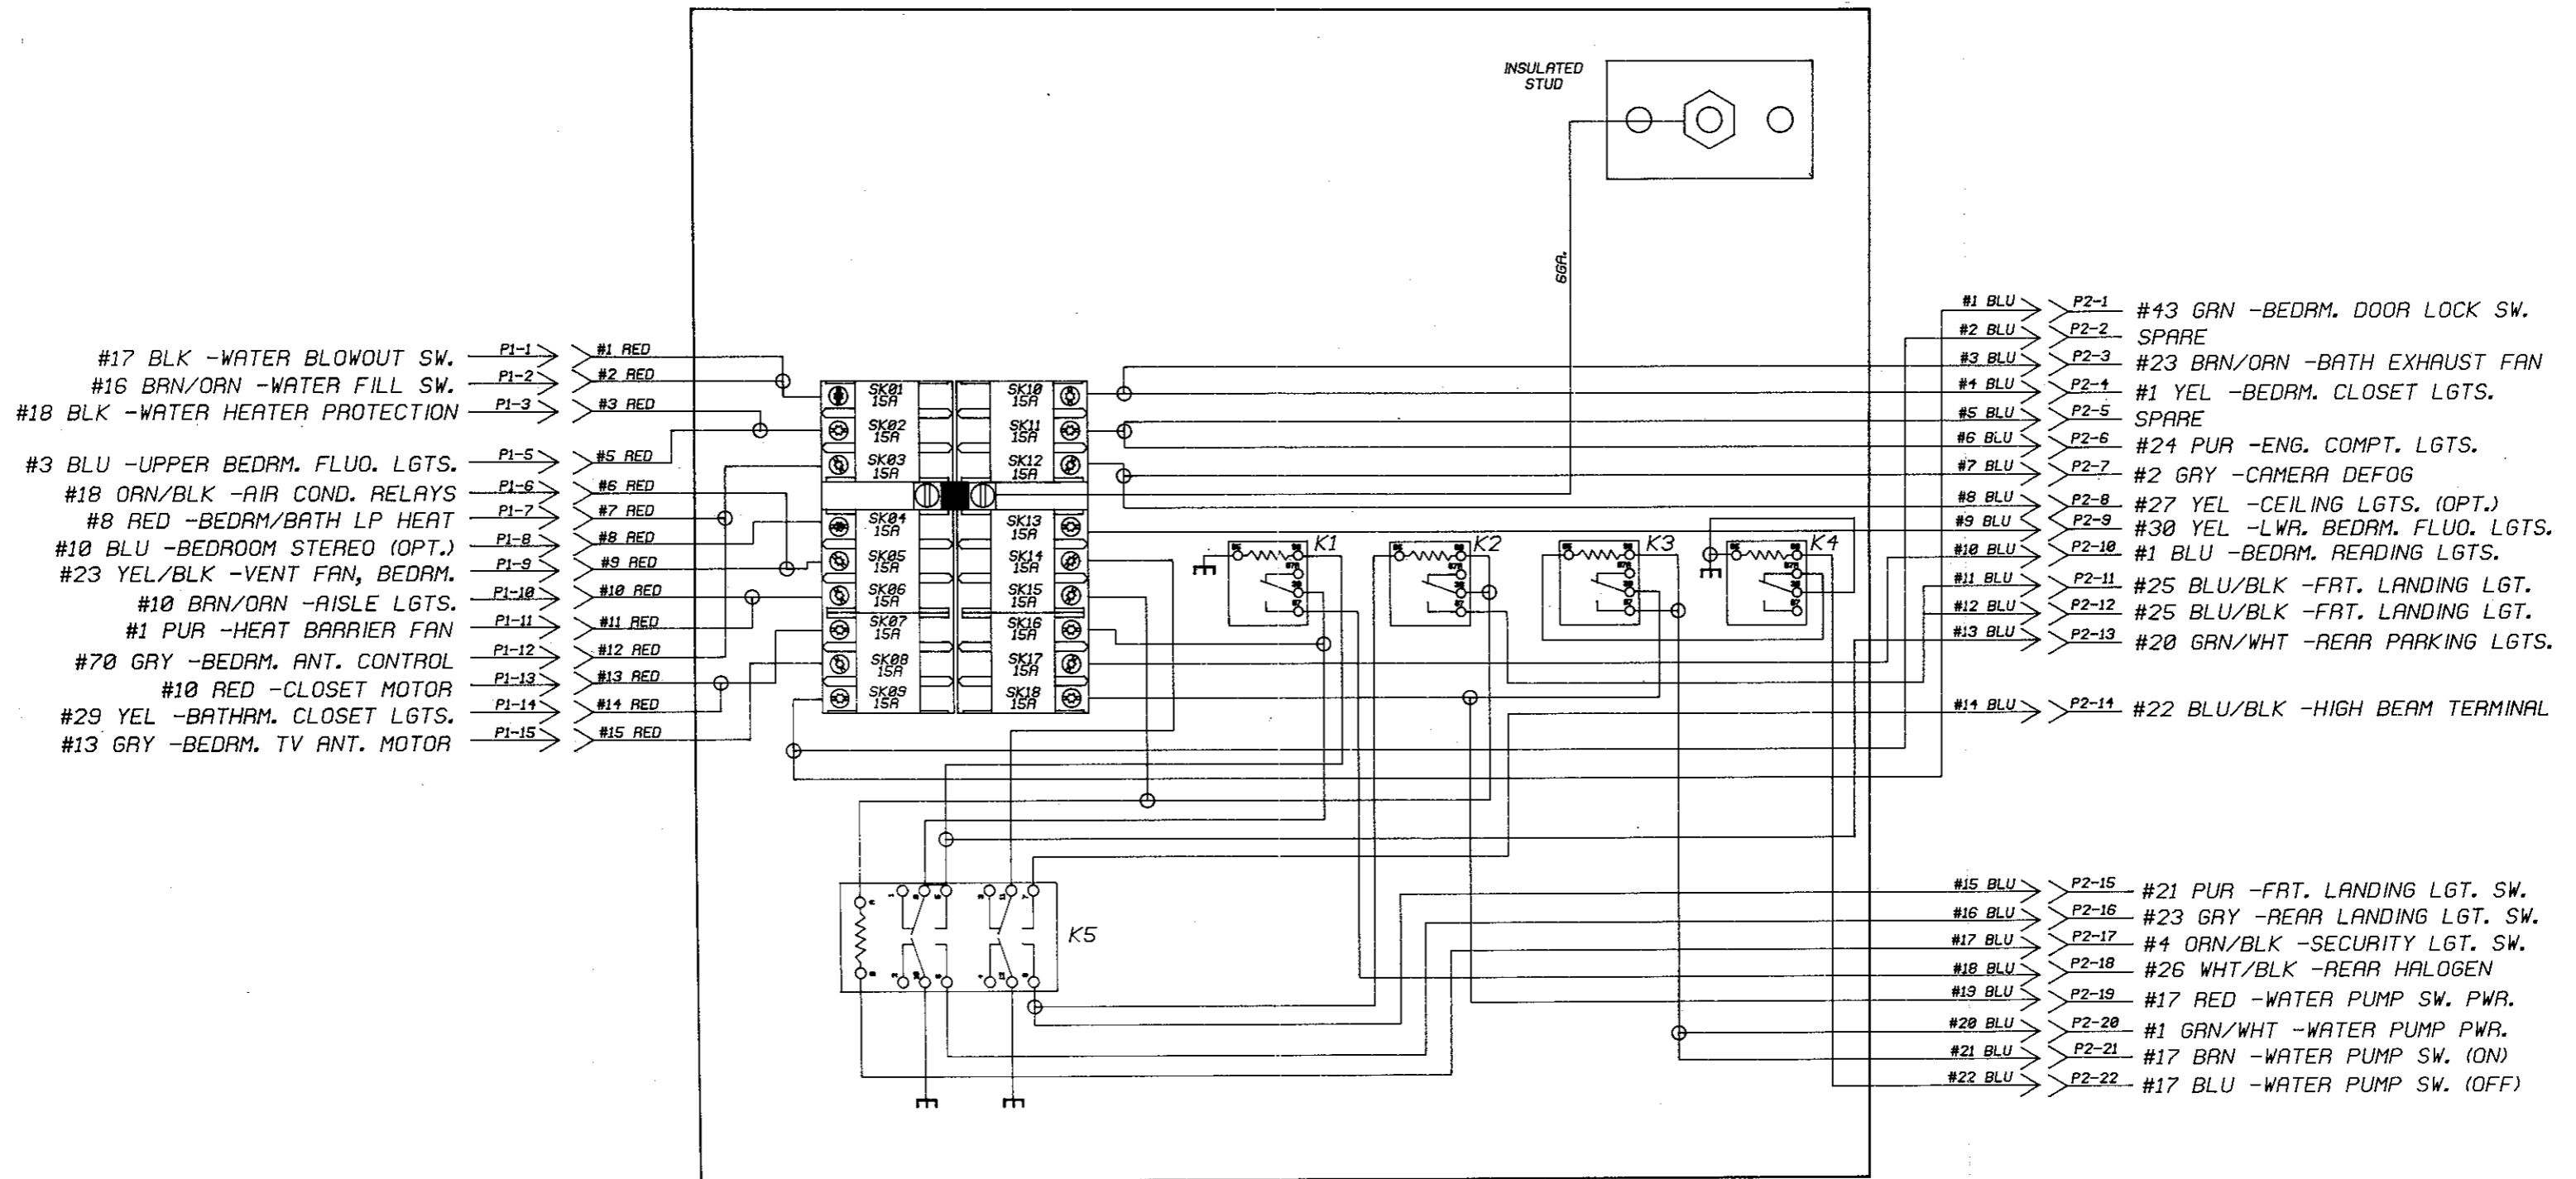 INSULATED
STUD
6GA.
#17 BLK -WATER BLOWOUT SW. P1-1 #1 RED
#16 BRN/ORN -WATER FILL SW. P1-2 #2 RED
#18 BLK -WATER HEATER PROTECTION P1-3 #3 RED
#3 BLU -UPPER BEDRM. FLUO. LGTS. P1-5 #5 RED
#18 ORN/BLK -AIR COND. RELAYS P1-6 #6 RED
#8 RED -BEDRM/BATH LP HEAT P1-7 #7 RED
#10 BLU -BEDROOM STEREO (OPT.) P1-8 #8 RED
#23 YEL/BLK -VENT FAN, BEDRM. P1-9 #9 RED
#10 BRN/ORN -AISLE LGTS. P1-10 #10 RED
#1 PUR -HEAT BARRIER FAN P1-11 #11 RED
#70 GRY -BEDRM. ANT. CONTROL P1-12 #12 RED
#10 RED -CLOSET MOTOR P1-13 #13 RED
#29 YEL -BATHRM. CLOSET LGTS. P1-14 #14 RED
#13 GRY -BEDRM. TV ANT. MOTOR P1-15 #15 RED
SK01
15A
SK02
15A
SK03
15A
SK04
15A
SK05
15A
SK06
15A
SK07
15A
SK08
15A
SK09
15A
SK10
15A
SK11
15A
SK12
15A
SK13
15A
SK14
15A
SK15
15A
SK16
15A
SK17
15A
SK18
15A
K1
K2
K3
K4
K5
#1 BLU P2-1 #43 GRN -BEDRM. DOOR LOCK SW.
#2 BLU P2-2 SPARE
#3 BLU P2-3 #23 BRN/ORN -BATH EXHAUST FAN
#4 BLU P2-4 #1 YEL -BEDRM. CLOSET LGTS.
#5 BLU P2-5 SPARE
#6 BLU P2-6 #24 PUR -ENG. COMPT. LGTS.
#7 BLU P2-7 #2 GRY -CAMERA DEFOG
#8 BLU P2-8 #27 YEL -CEILING LGTS. (OPT.)
#9 BLU P2-9 #30 YEL -LWR. BEDRM. FLUO. LGTS.
#10 BLU P2-10 #1 BLU -BEDRM. READING LGTS.
#11 BLU P2-11 #25 BLU/BLK -FRT. LANDING LGT.
#12 BLU P2-12 #25 BLU/BLK -FRT. LANDING LGT.
#13 BLU P2-13 #20 GRN/WHT -REAR PARKING LGTS.
#14 BLU P2-14 #22 BLU/BLK -HIGH BEAM TERMINAL
#15 BLU P2-15 #21 PUR -FRT. LANDING LGT. SW.
#16 BLU P2-16 #23 GRY -REAR LANDING LGT. SW.
#17 BLU P2-17 #4 ORN/BLK -SECURITY LGT. SW.
#18 BLU P2-18 #26 WHT/BLK -REAR HALOGEN
#19 BLU P2-19 #17 RED -WATER PUMP SW. PWR.
#20 BLU P2-20 #1 GRN/WHT -WATER PUMP PWR.
#21 BLU P2-21 #17 BRN -WATER PUMP SW. (ON)
#22 BLU P2-22 #17 BLU -WATER PUMP SW. (OFF)